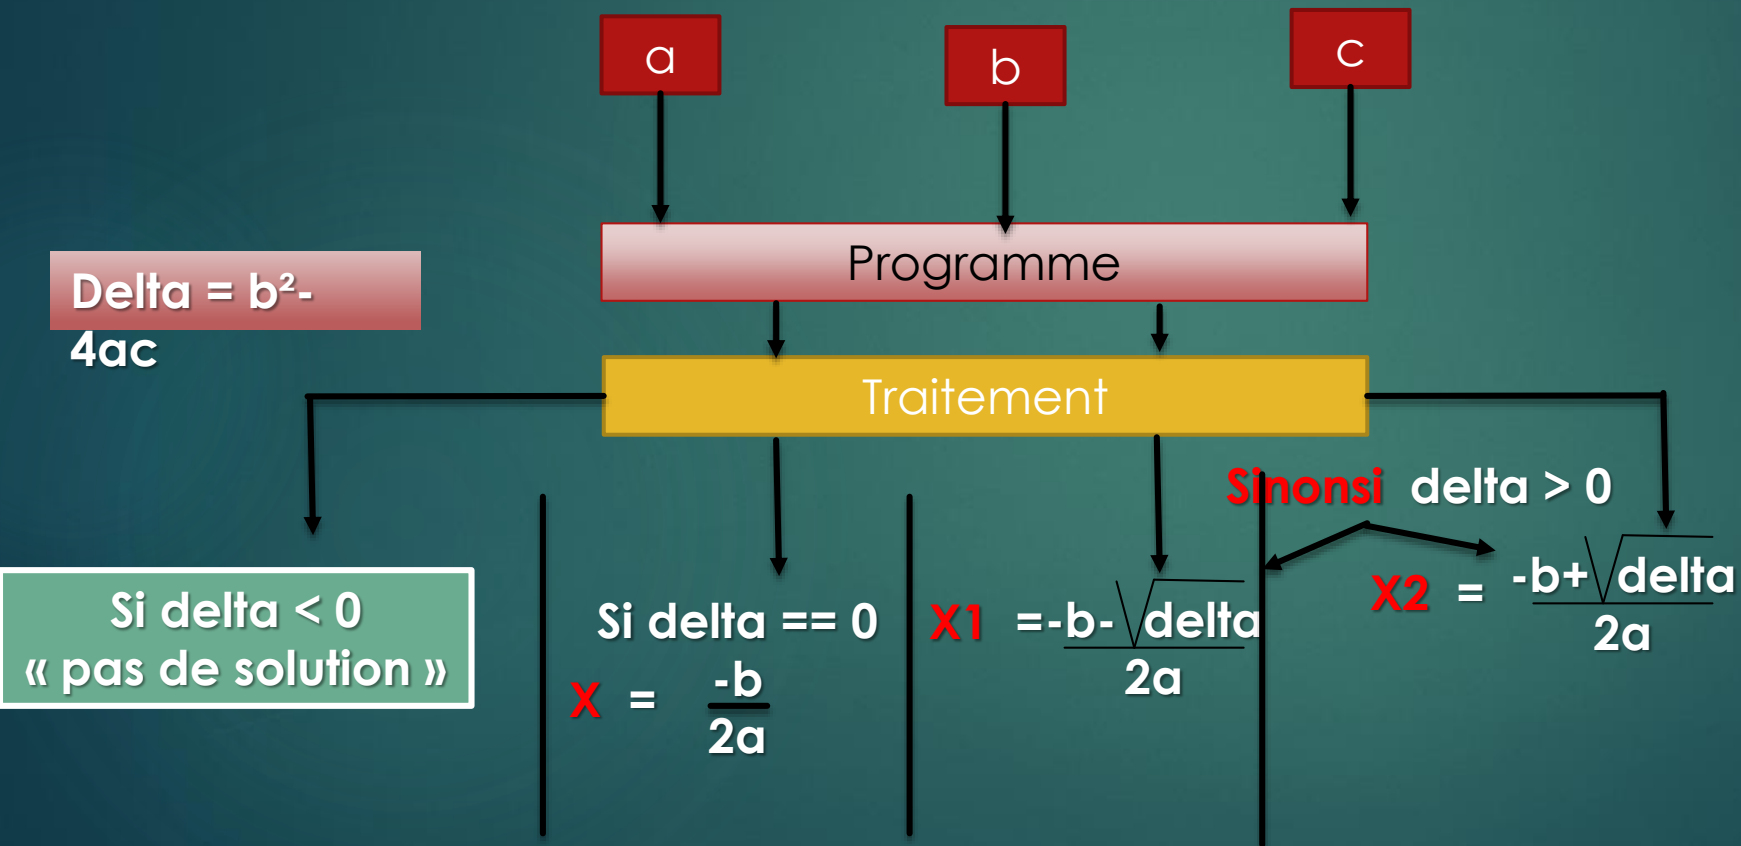 a
b
c
Programme
Delta = b²-
4ac
Traitement
Sinonsi delta > 0
Si delta < 0
« pas de solution »
Si delta == 0
X = -b
2a
X1 =-b-√delta
2a
X2 = -b+√delta
2a